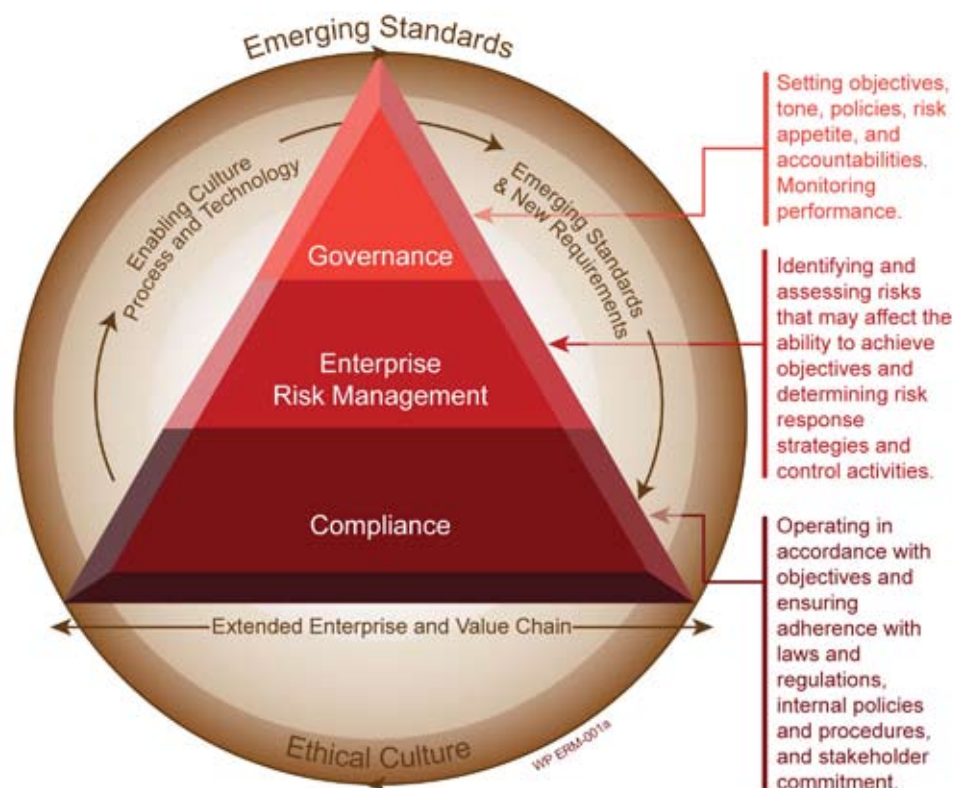 Emerging Standards
Enabling Culture
Process and Technology
Emerging Standards
& New Requirements
Governance
Enterprise
Risk Management
Compliance
Extended Enterprise and Value Chain
Ethical Culture
WP ERM-001a
Setting objectives,
tone, policies, risk
appetite, and
accountabilities.
Monitoring
performance.
Identifying and
assessing risks
that may affect the
ability to achieve
objectives and
determining risk
response
strategies and
control activities.
Operating in
accordance with
objectives and
ensuring
adherence with
laws and
regulations,
internal policies
and procedures,
and stakeholder
commitment.